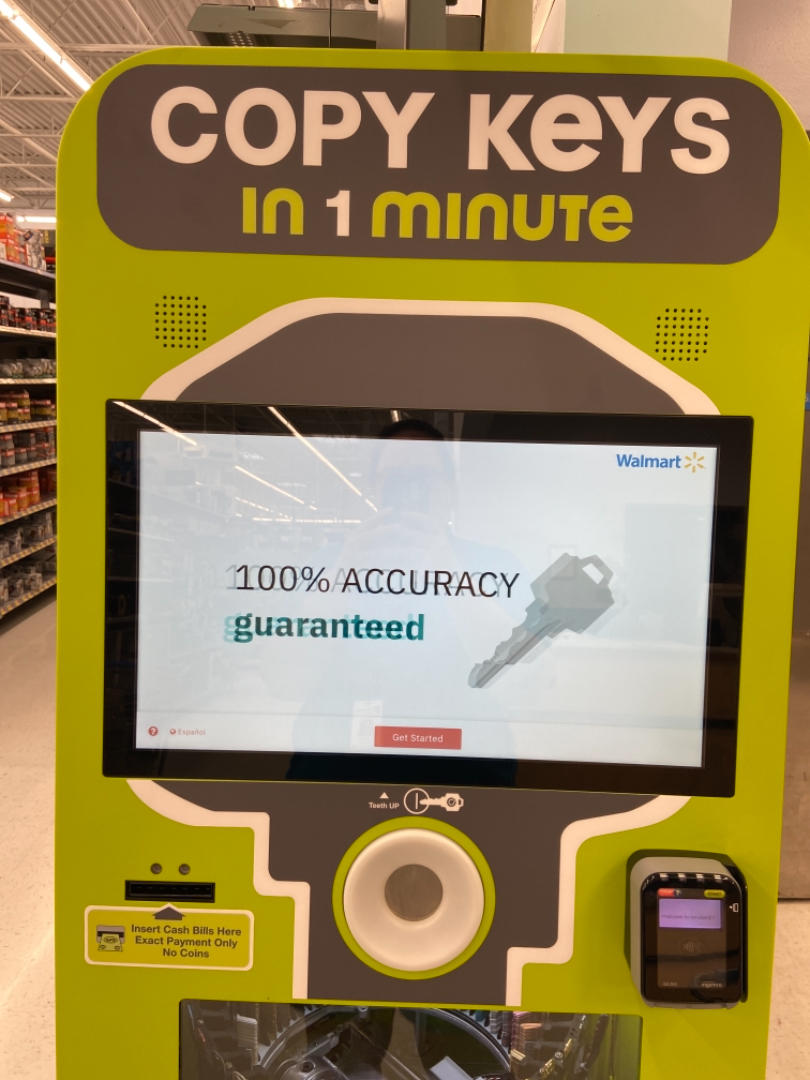 COPY KeYS
in 1 minuTe
Walmart
100% ACCURACY
guaranteed
? Español
Get Started
Teeth UP
Insert Cash Bills Here
Exact Payment Only
No Coins